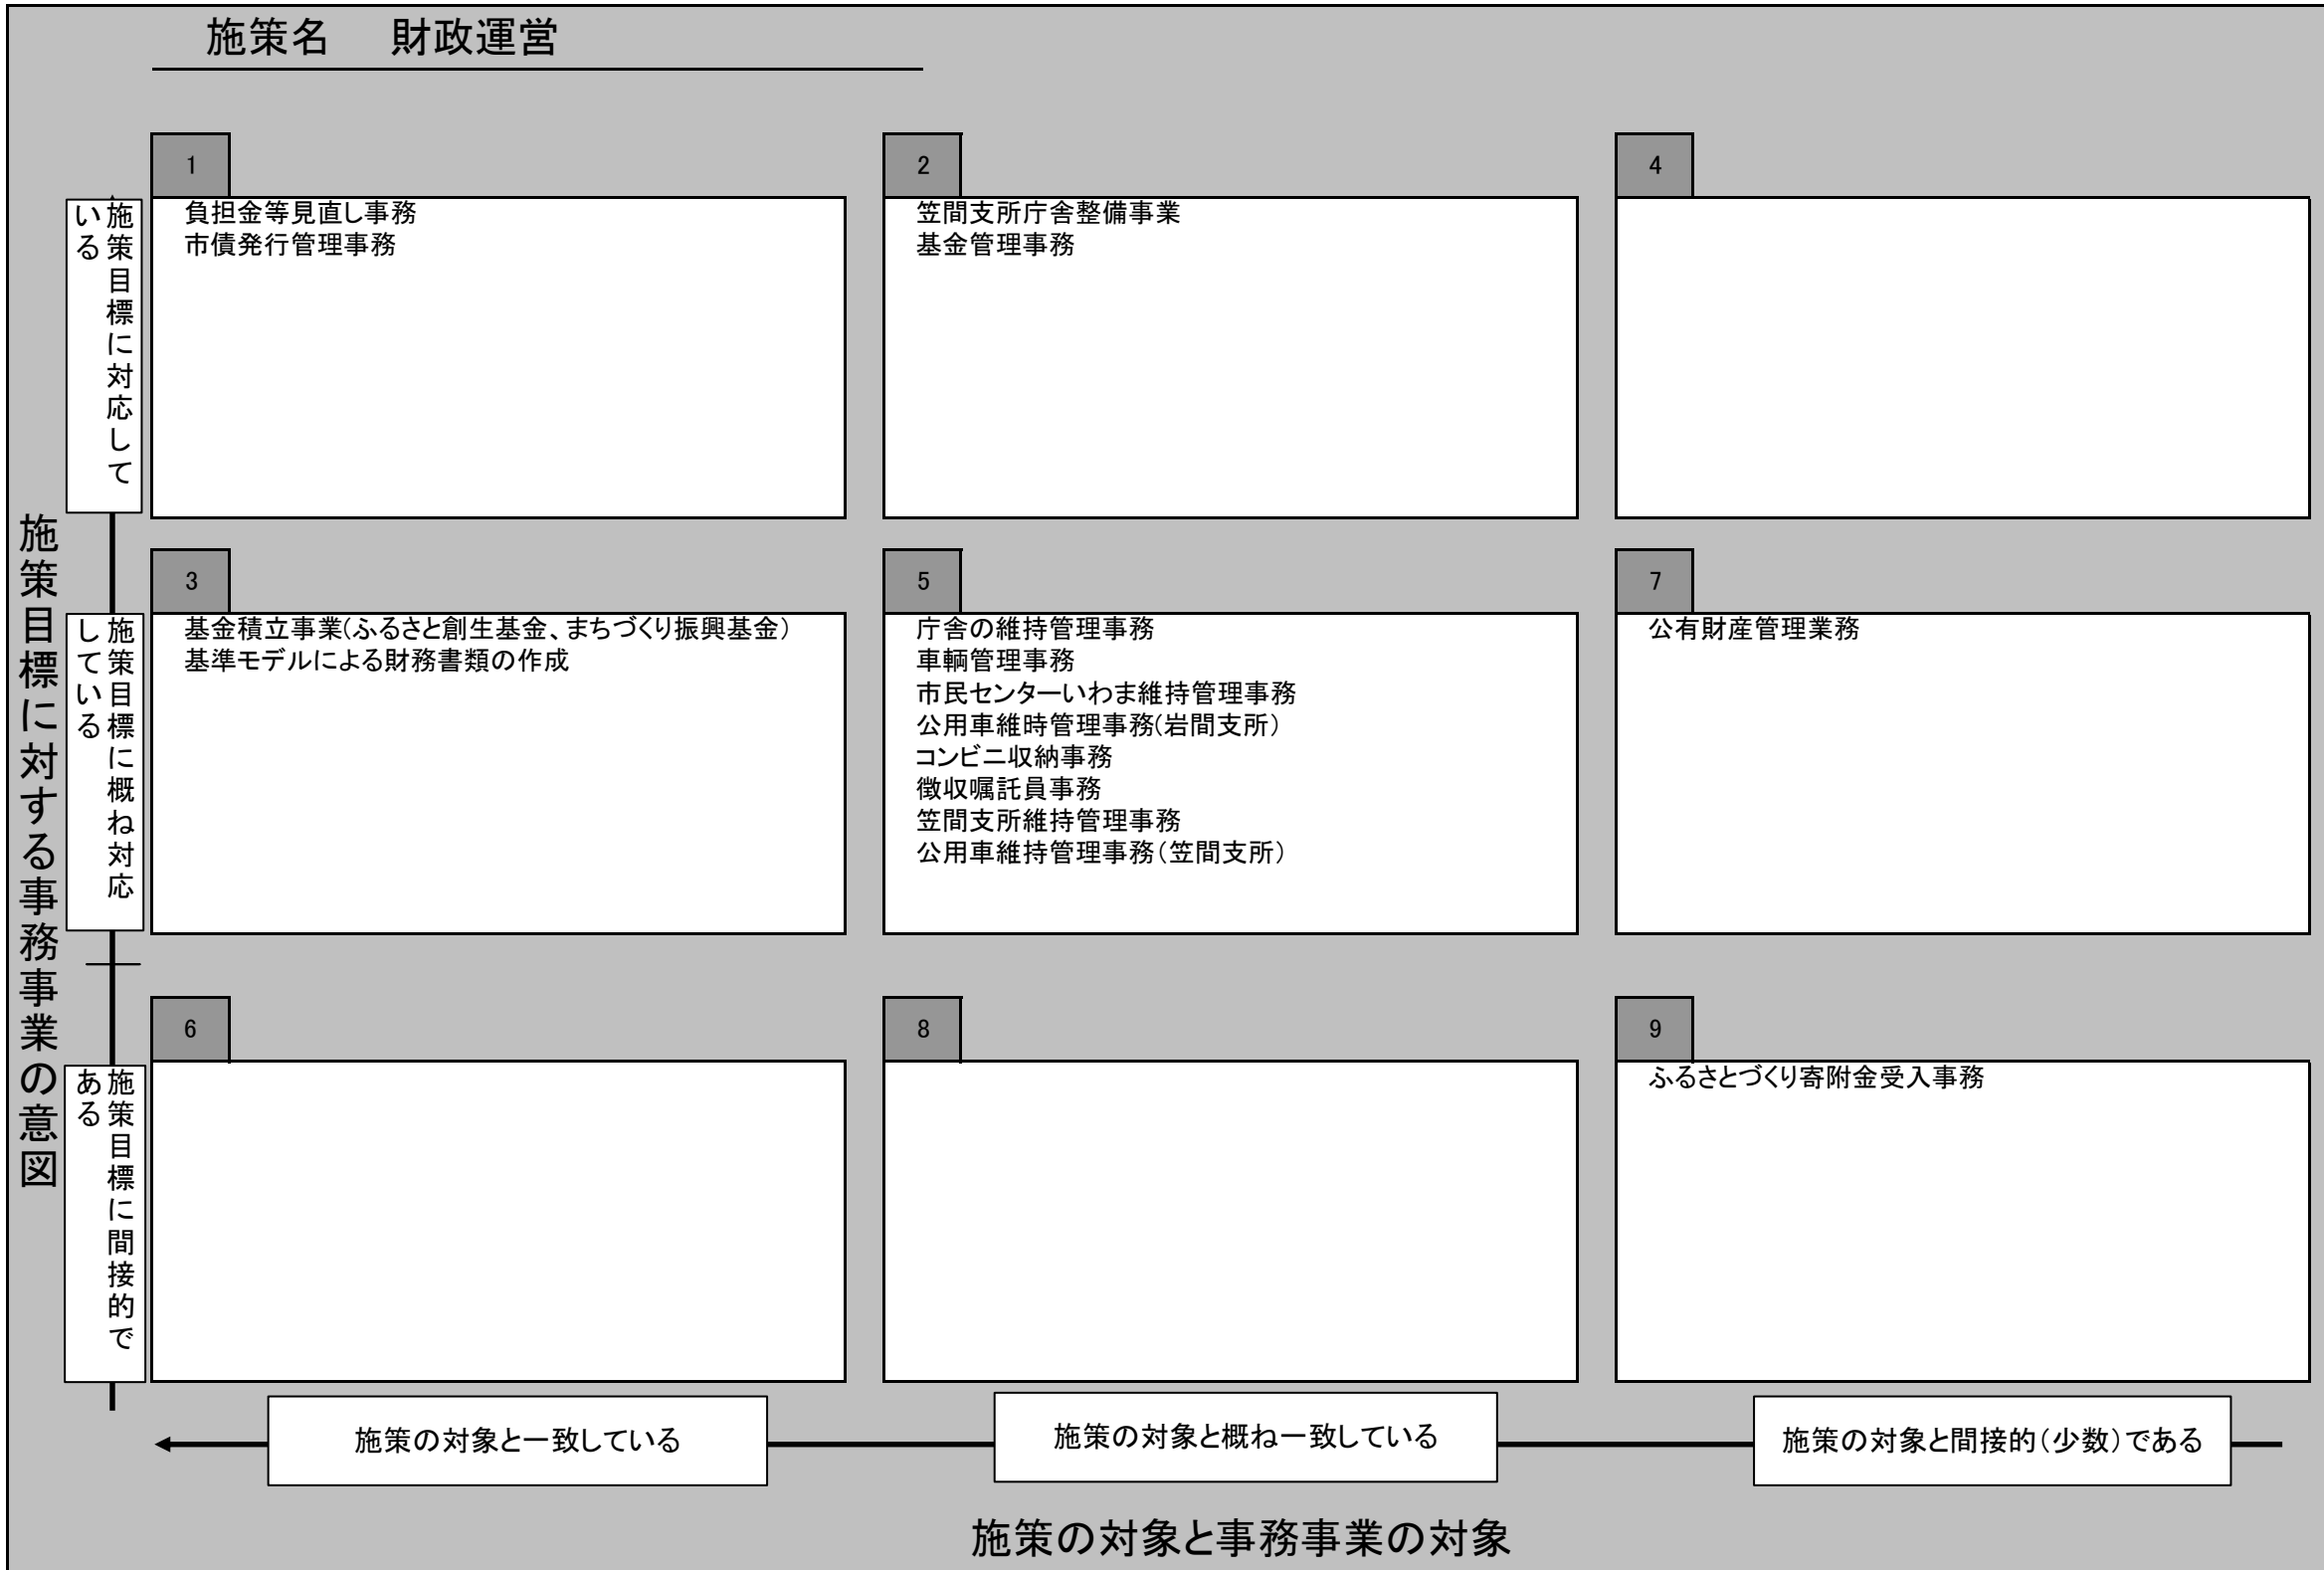 施策名　財政運営
1
負担金等見直し事務
市債発行管理事務
2
笠間支所庁舎整備事業
基金管理事務
4
施策目標に対応して
いる
3
基金積立事業(ふるさと創生基金、まちづくり振興基金)
基準モデルによる財務書類の作成
5
庁舎の維持管理事務
車輌管理事務
市民センターいわま維持管理事務
公用車維時管理事務(岩間支所)
コンビニ収納事務
徴収嘱託員事務
笠間支所維持管理事務
公用車維持管理事務(笠間支所)
7
公有財産管理業務
施策目標に概ね対応
している
施策目標に対する事務事業の意図
6
8
9
ふるさとづくり寄附金受入事務
施策目標に間接的で
ある
施策の対象と一致している
施策の対象と概ね一致している
施策の対象と間接的(少数)である
施策の対象と事務事業の対象